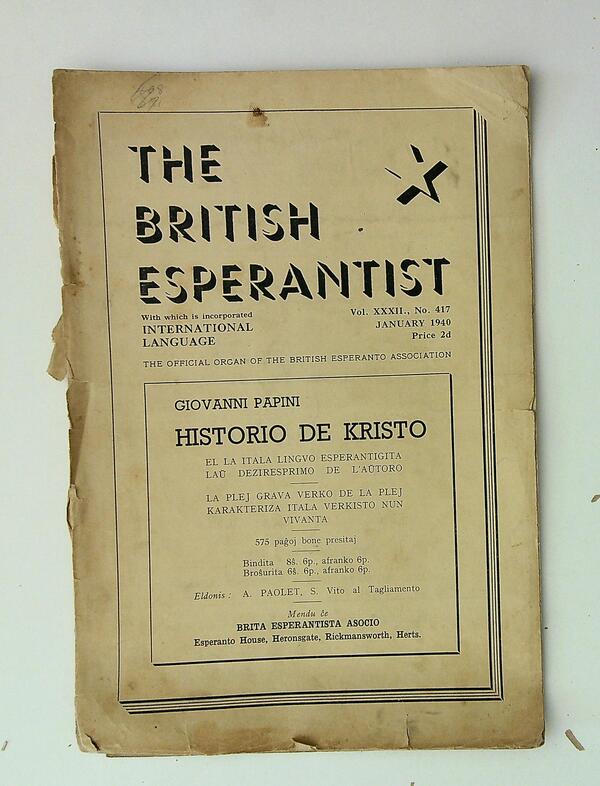 THE
BRITISH
ESPERANTIST
With which is incorporated
INTERNATIONAL
LANGUAGE
Vol. XXXII., No. 417
JANUARY 1940
Price 2d
THE OFFICIAL ORGAN OF THE BRITISH ESPERANTO ASSOCIATION
GIOVANNI PAPINI
HISTORIO DE KRISTO
EL LA ITALA LINGVO ESPERANTIGITA
LAŬ DEZIRESPRIMO DE L'AŬTORO
LA PLEJ GRAVA VERKO DE LA PLEJ
KARAKTERIZA ITALA VERKISTO NUN
VIVANTA
575 paĝoj bone presitaj
Bindita 8ŝ. 6p., afranko 6p.
Broŝurita 6ŝ. 6p., afranko 6p.
Eldonis: A. PAOLET, S. Vito al Tagliamento
Mendu ĉe
BRITA ESPERANTISTA ASOCIO
Esperanto House, Heronsgate, Rickmansworth, Herts.